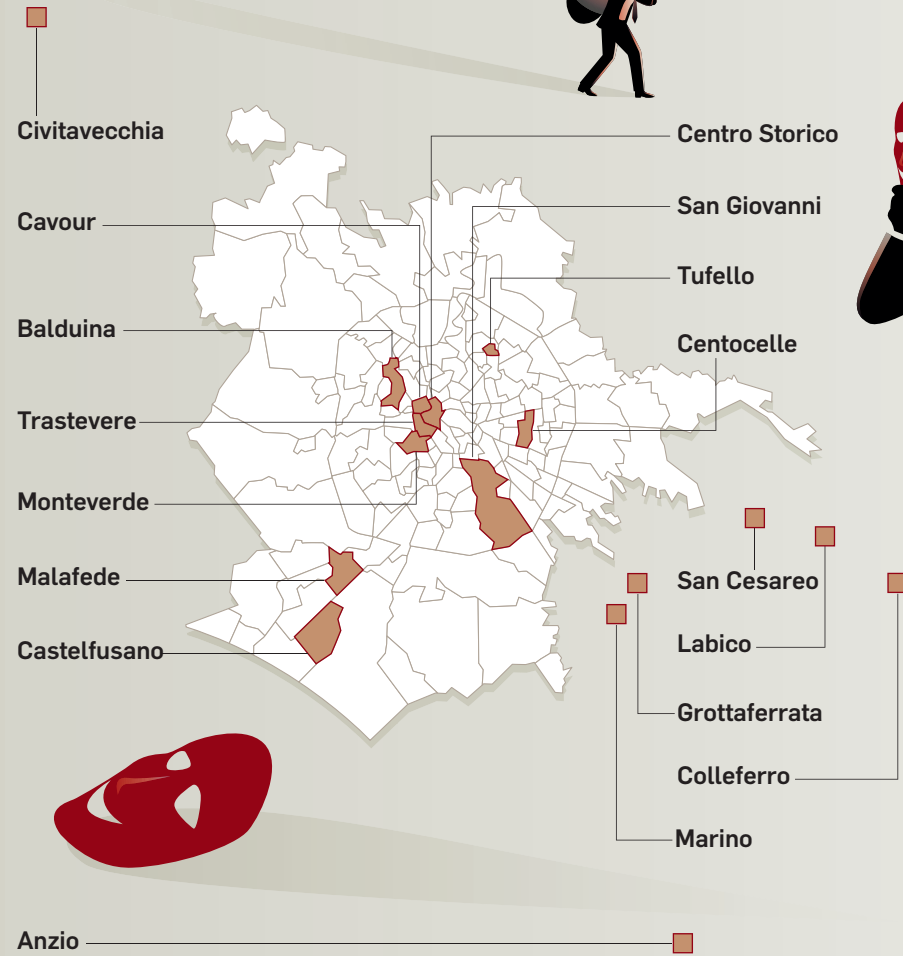 Civitavecchia
Cavour
Balduina
Trastevere
Monteverde
Malafede
Castelfusano
Centro Storico
San Giovanni
Tufello
Centocelle
San Cesareo
Labico
Grottaferrata
Colleferro
Marino
Anzio